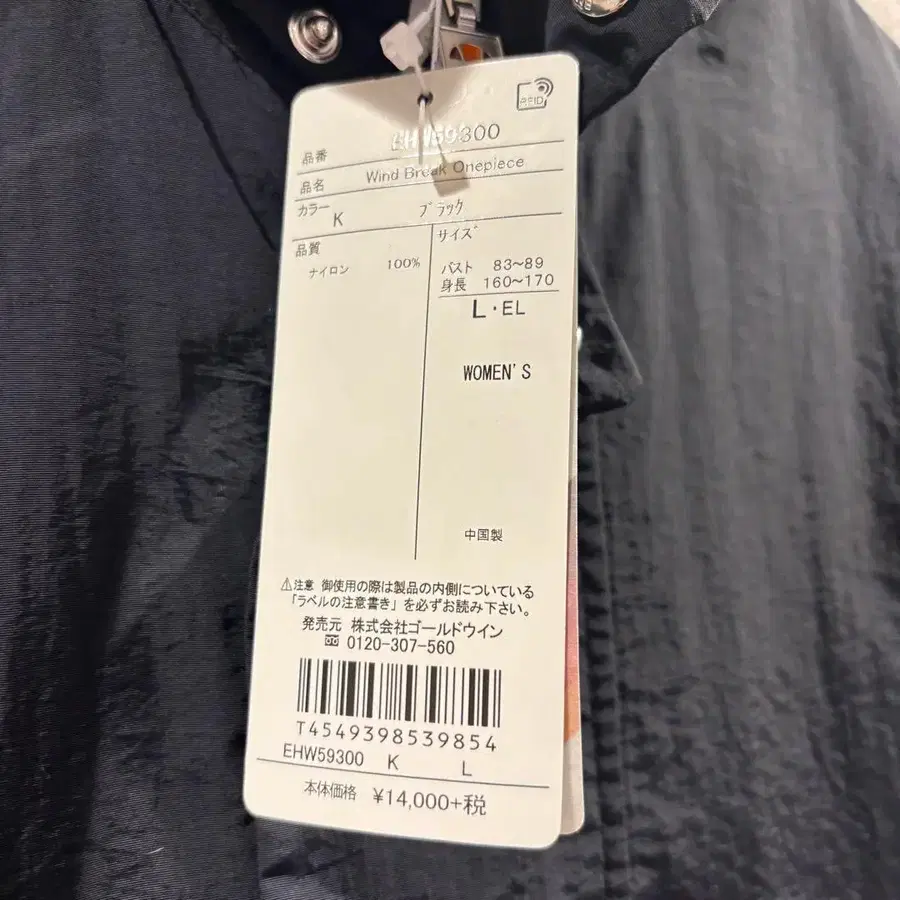 RFID
品番 EHW59300
品名 Wind Break Onepiece
カラー K ブラック
品質
ナイロン 100%
サイズ
バスト 83~89
身長 160~170
L・EL
WOMEN'S
中国製
⚠注意 御使用の際は製品の内側についている
「ラベルの注意書き」を必ずお読み下さい。
発売元 株式会社ゴールドウイン
0120-307-560
T4549398539854
EHW59300 K L
本体価格 ¥14,000+税